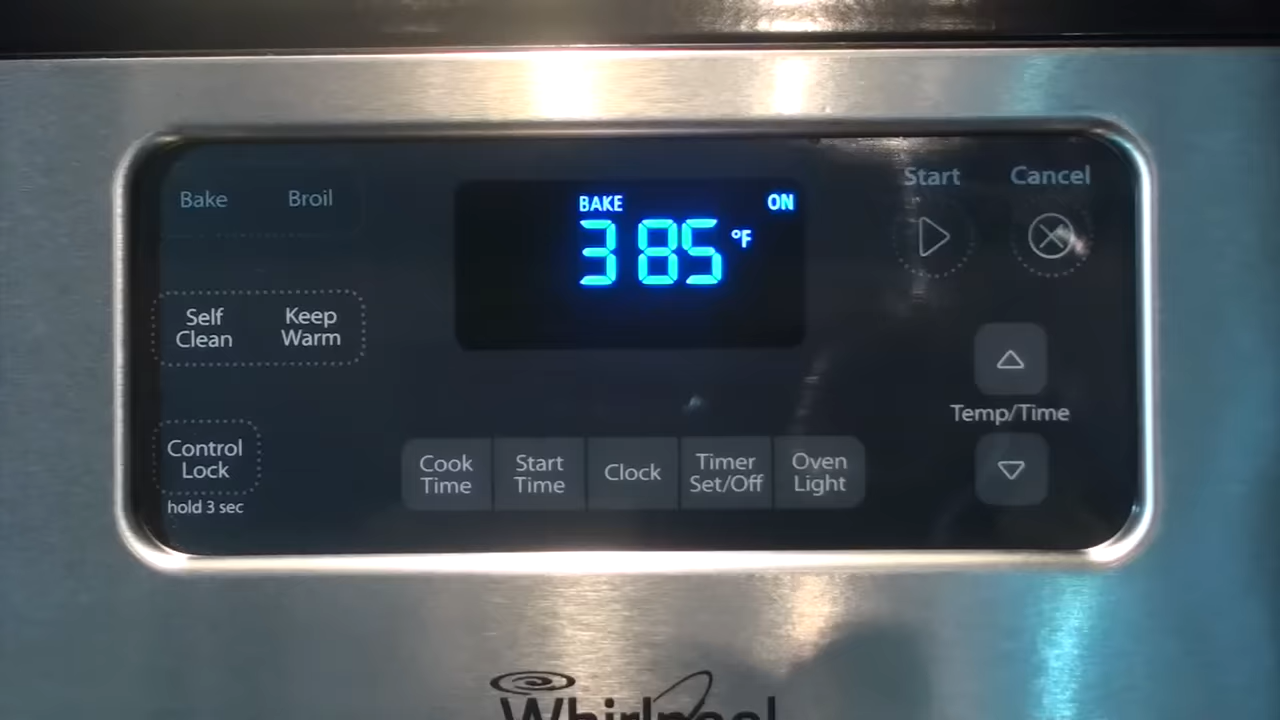 Bake Broil
BAKE ON
385 °F
Start Cancel
Self Clean
Keep Warm
Temp/Time
Control Lock
hold 3 sec
Cook Time
Start Time
Clock
Timer Set/Off
Oven Light
Whirlpool